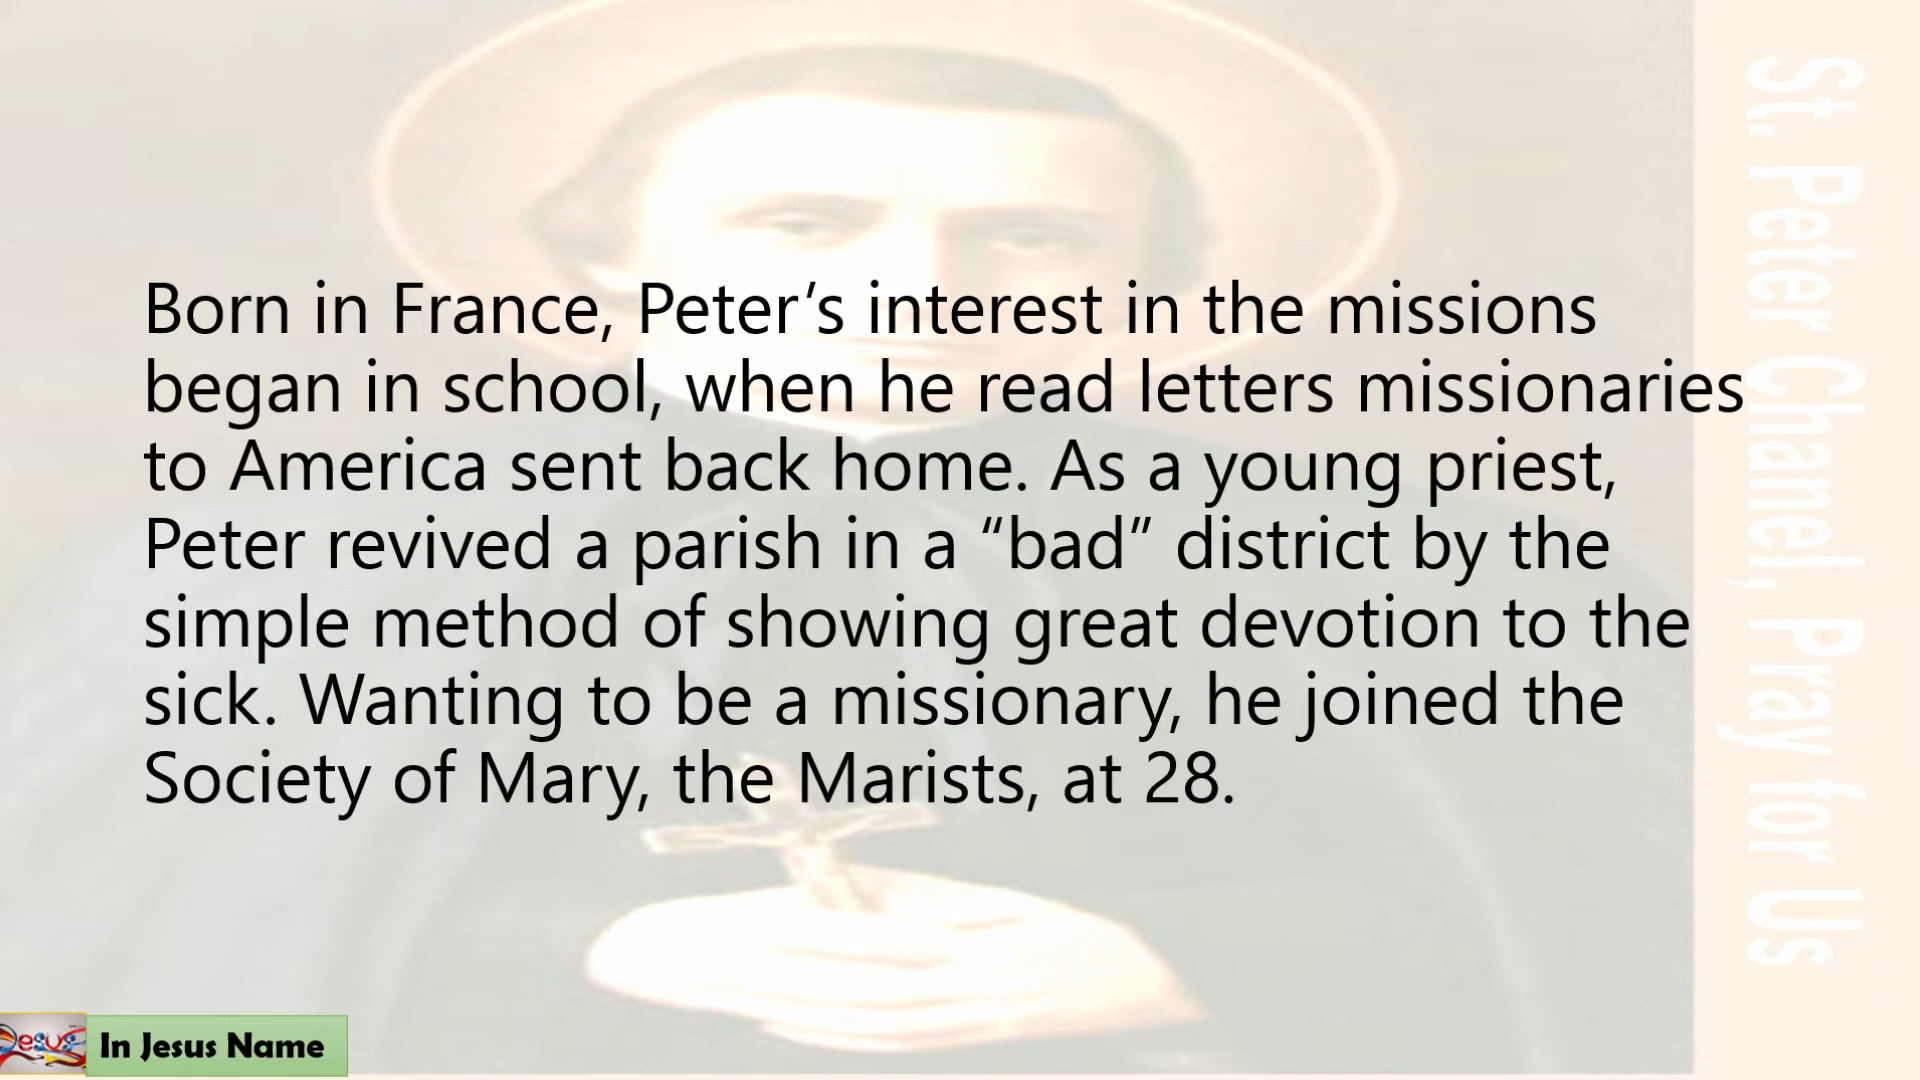 Born in France, Peter’s interest in the missions
began in school, when he read letters missionaries
to America sent back home. As a young priest,
Peter revived a parish in a “bad” district by the
simple method of showing great devotion to the
sick. Wanting to be a missionary, he joined the
Society of Mary, the Marists, at 28.
St. Peter Chanel, Pray for Us
Jesus
In Jesus Name